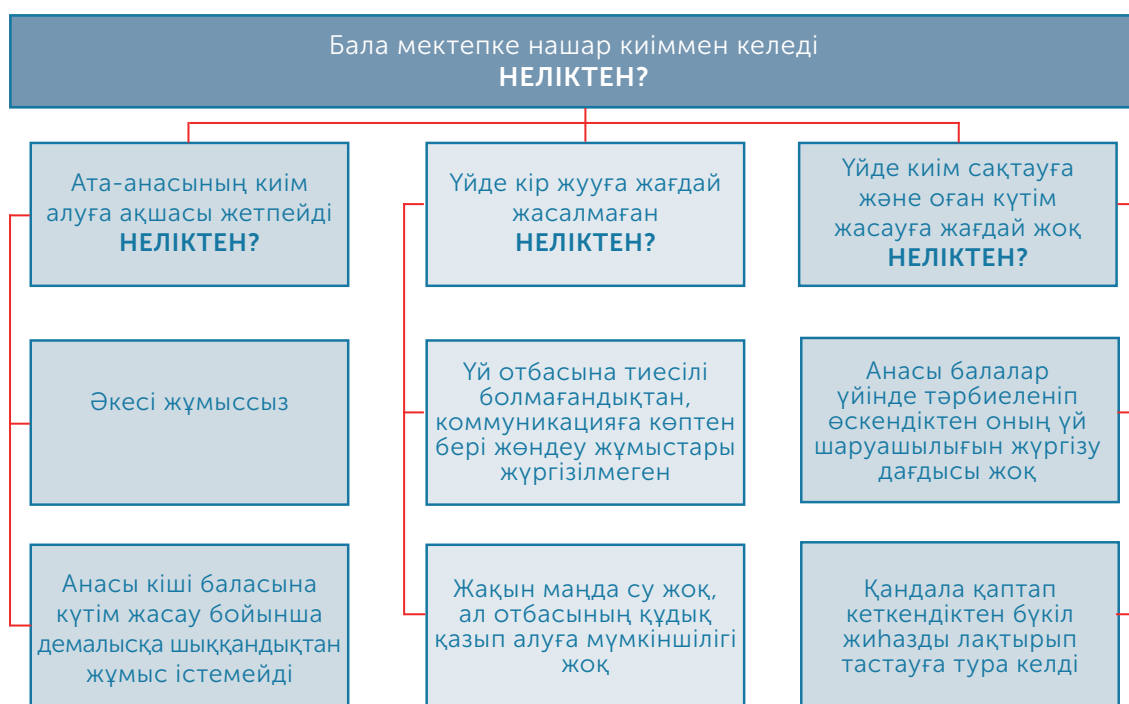 Бала мектепке нашар киіммен келеді
НЕЛІКТЕН?
Ата-анасының киім
алуға ақшасы жетпейді
НЕЛІКТЕН?
Үйде кір жууға жағдай
жасалмаған
НЕЛІКТЕН?
Үйде киім сақтауға
және оған күтім
жасауға жағдай жоқ
НЕЛІКТЕН?
Әкесі жұмыссыз
Үй отбасына тиесілі
болмағандықтан,
коммуникацияға көптен
бері жөндеу жұмыстары
жүргізілмеген
Анасы балалар
үйінде тәрбиеленіп
өскендіктен оның үй
шаруашылығын жүргізу
дағдысы жоқ
Анасы кіші баласына
күтім жасау бойынша
демалысқа шыққандықтан
жұмыс істемейді
Жақын маңда су жоқ,
ал отбасының құдық
қазып алуға мүмкіншілігі
жоқ
Қандала қаптап
кеткендіктен бүкіл
жиһазды лақтырып
тастауға тура келді